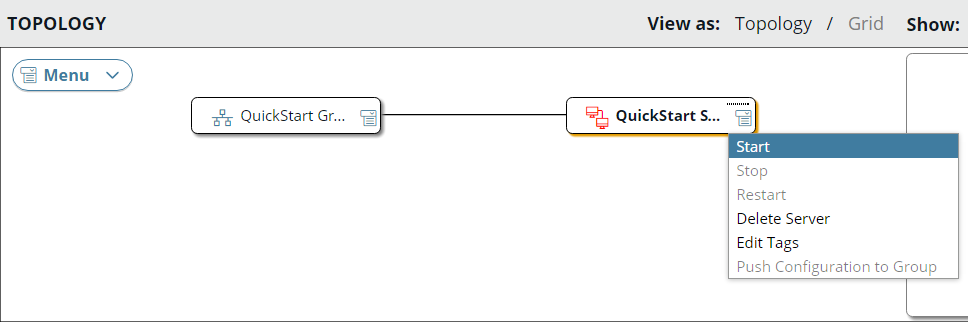 TOPOLOGY View as: Topology / Grid Show:
Menu
QuickStart Gr... QuickStart S...
Start
Stop
Restart
Delete Server
Edit Tags
Push Configuration to Group